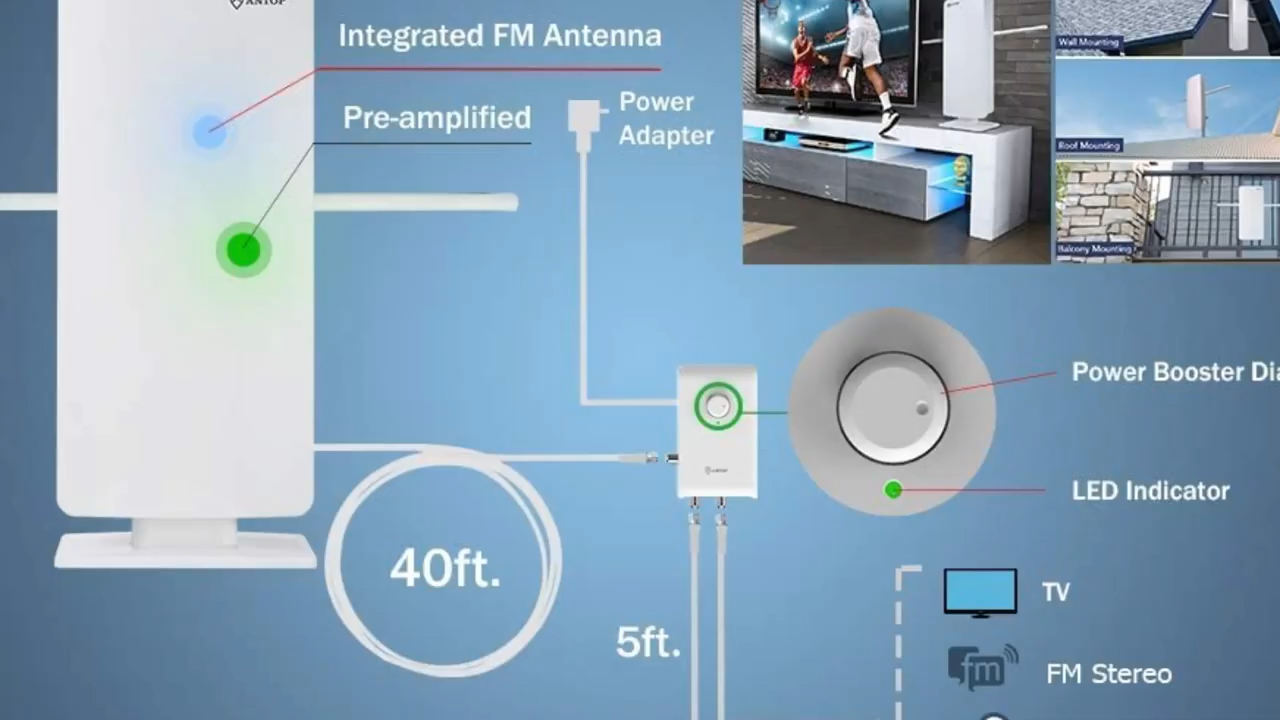 ANTOP
Integrated FM Antenna
Pre-amplified
Power
Adapter
Wall Mounting
Roof Mounting
Balcony Mounting
Power Booster Dia
LED Indicator
40ft.
5ft.
TV
fm
FM Stereo